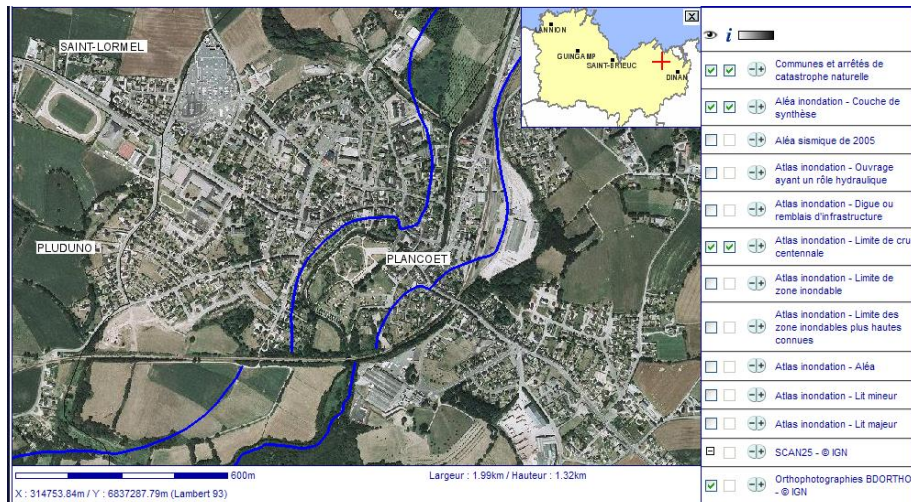 SAINT-LORMEL
PLUDUNO
PLANCOET
LANNION
GUINGAMP
SAINT-BRIEUC
DINAN
X
i
Communes et arrêtés de
catastrophe naturelle
Aléa inondation - Couche de
synthèse
Aléa sismique de 2005
Atlas inondation - Ouvrage
ayant un rôle hydraulique
Atlas inondation - Digue ou
remblais d'infrastructure
Atlas inondation - Limite de cru
centennale
Atlas inondation - Limite de
zone inondable
Atlas inondation - Limite des
zone inondables plus hautes
connues
Atlas inondation - Aléa
Atlas inondation - Lit mineur
Atlas inondation - Lit majeur
SCAN25 - © IGN
Orthophotographies BDORTHO
- © IGN
600m
Largeur : 1.99km / Hauteur : 1.32km
X : 314753.84m / Y : 6837287.79m (Lambert 93)